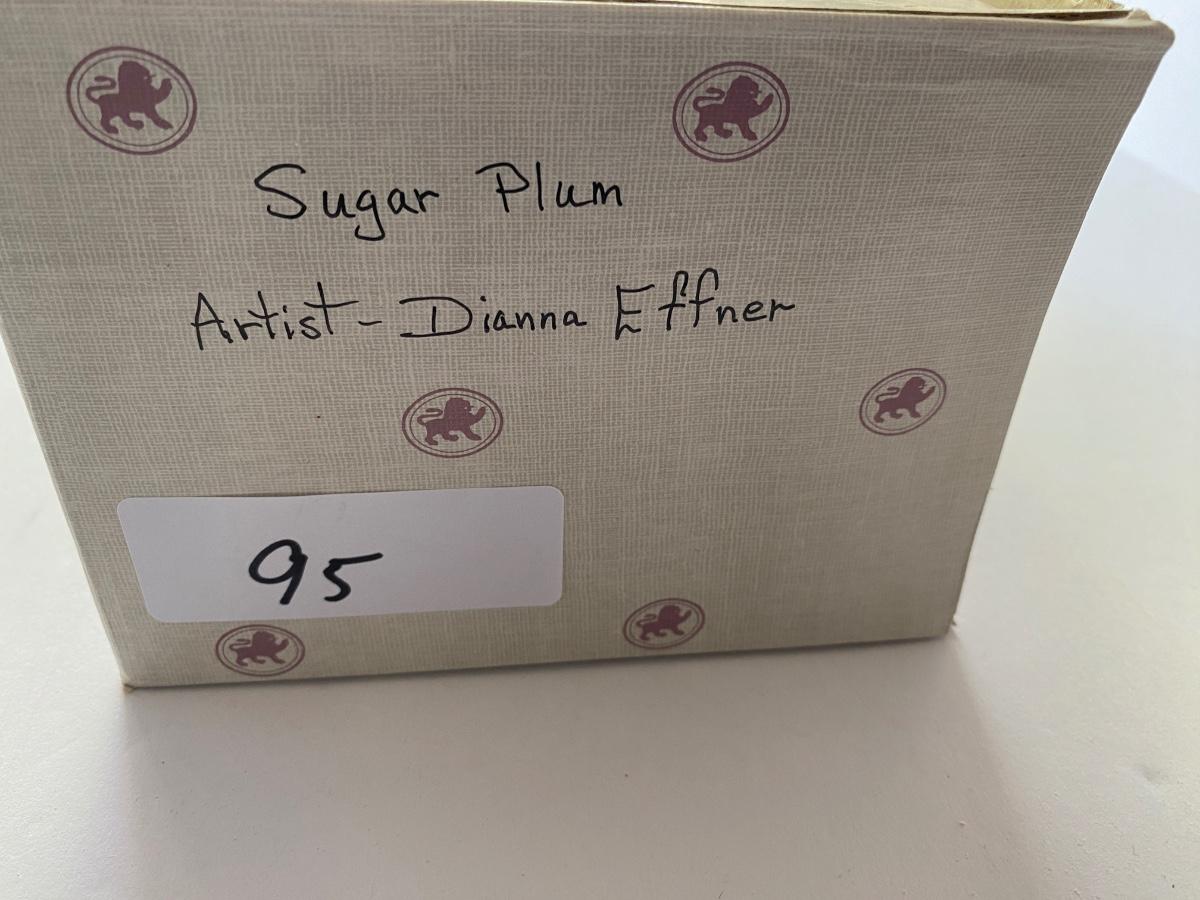 Sugar Plum
Artist - Dianna Effner
95